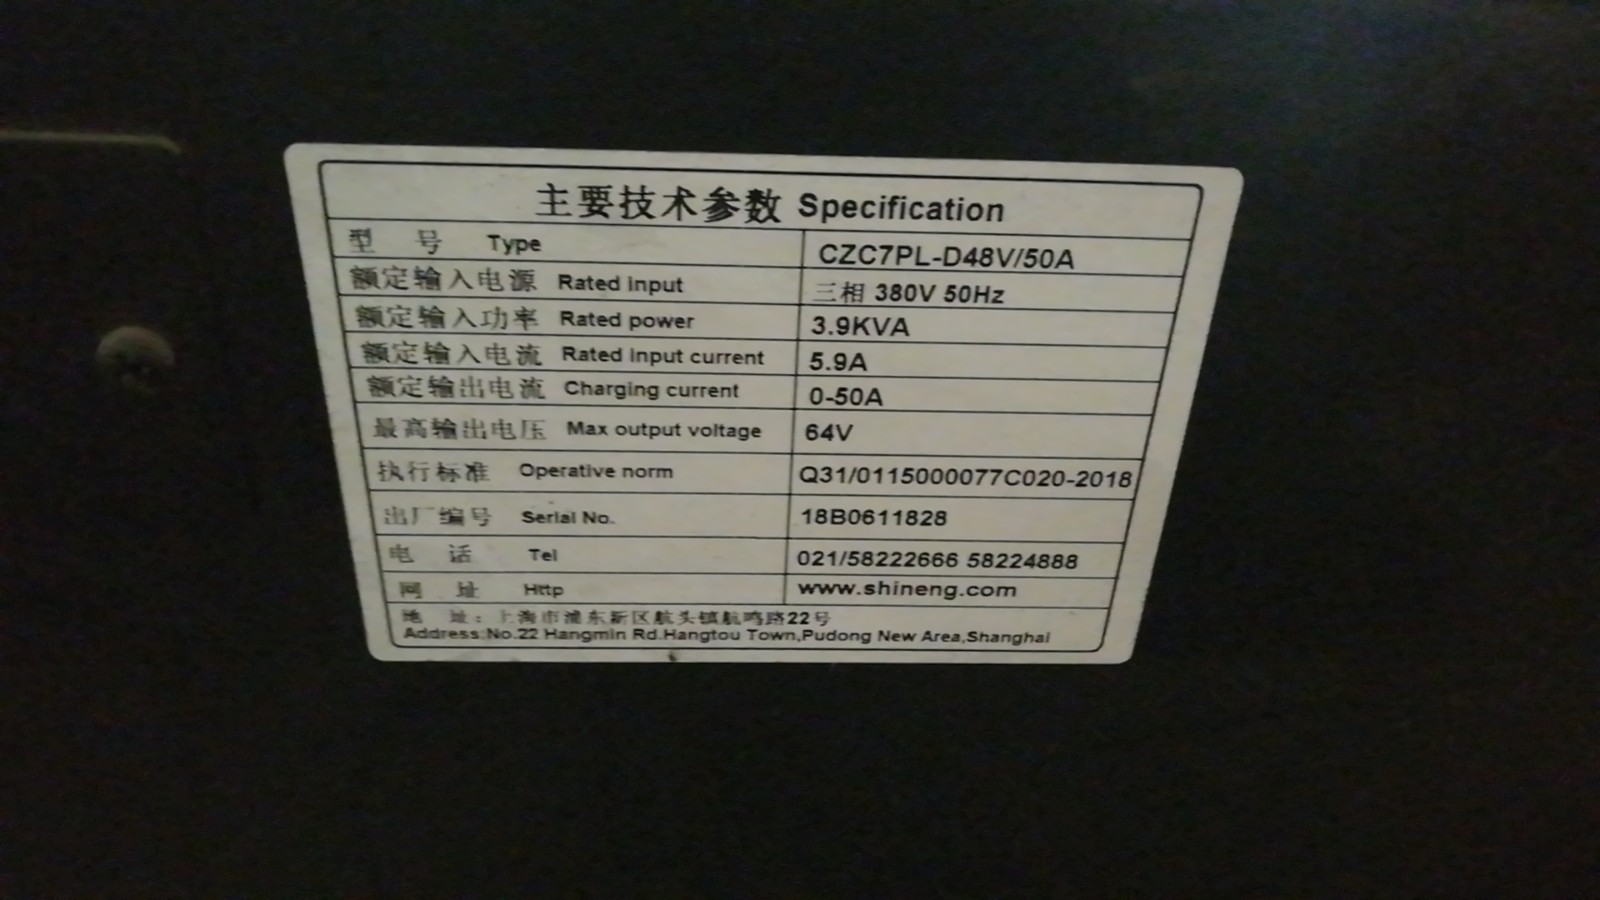 主要技术参数 Specification
型 号 Type CZC7PL-D48V/50A
额定输入电源 Rated input 三相 380V 50Hz
额定输入功率 Rated power 3.9KVA
额定输入电流 Rated input current 5.9A
额定输出电流 Charging current 0-50A
最高输出电压 Max output voltage 64V
执行标准 Operative norm Q31/0115000077C020-2018
出厂编号 Serial No. 18B0611828
电 话 Tel 021/58222666 58224888
网 址 Http www.shineng.com
地 址：上海市浦东新区航头镇航鸣路22号
Address:No.22 Hangmin Rd.Hangtou Town,Pudong New Area,Shanghai